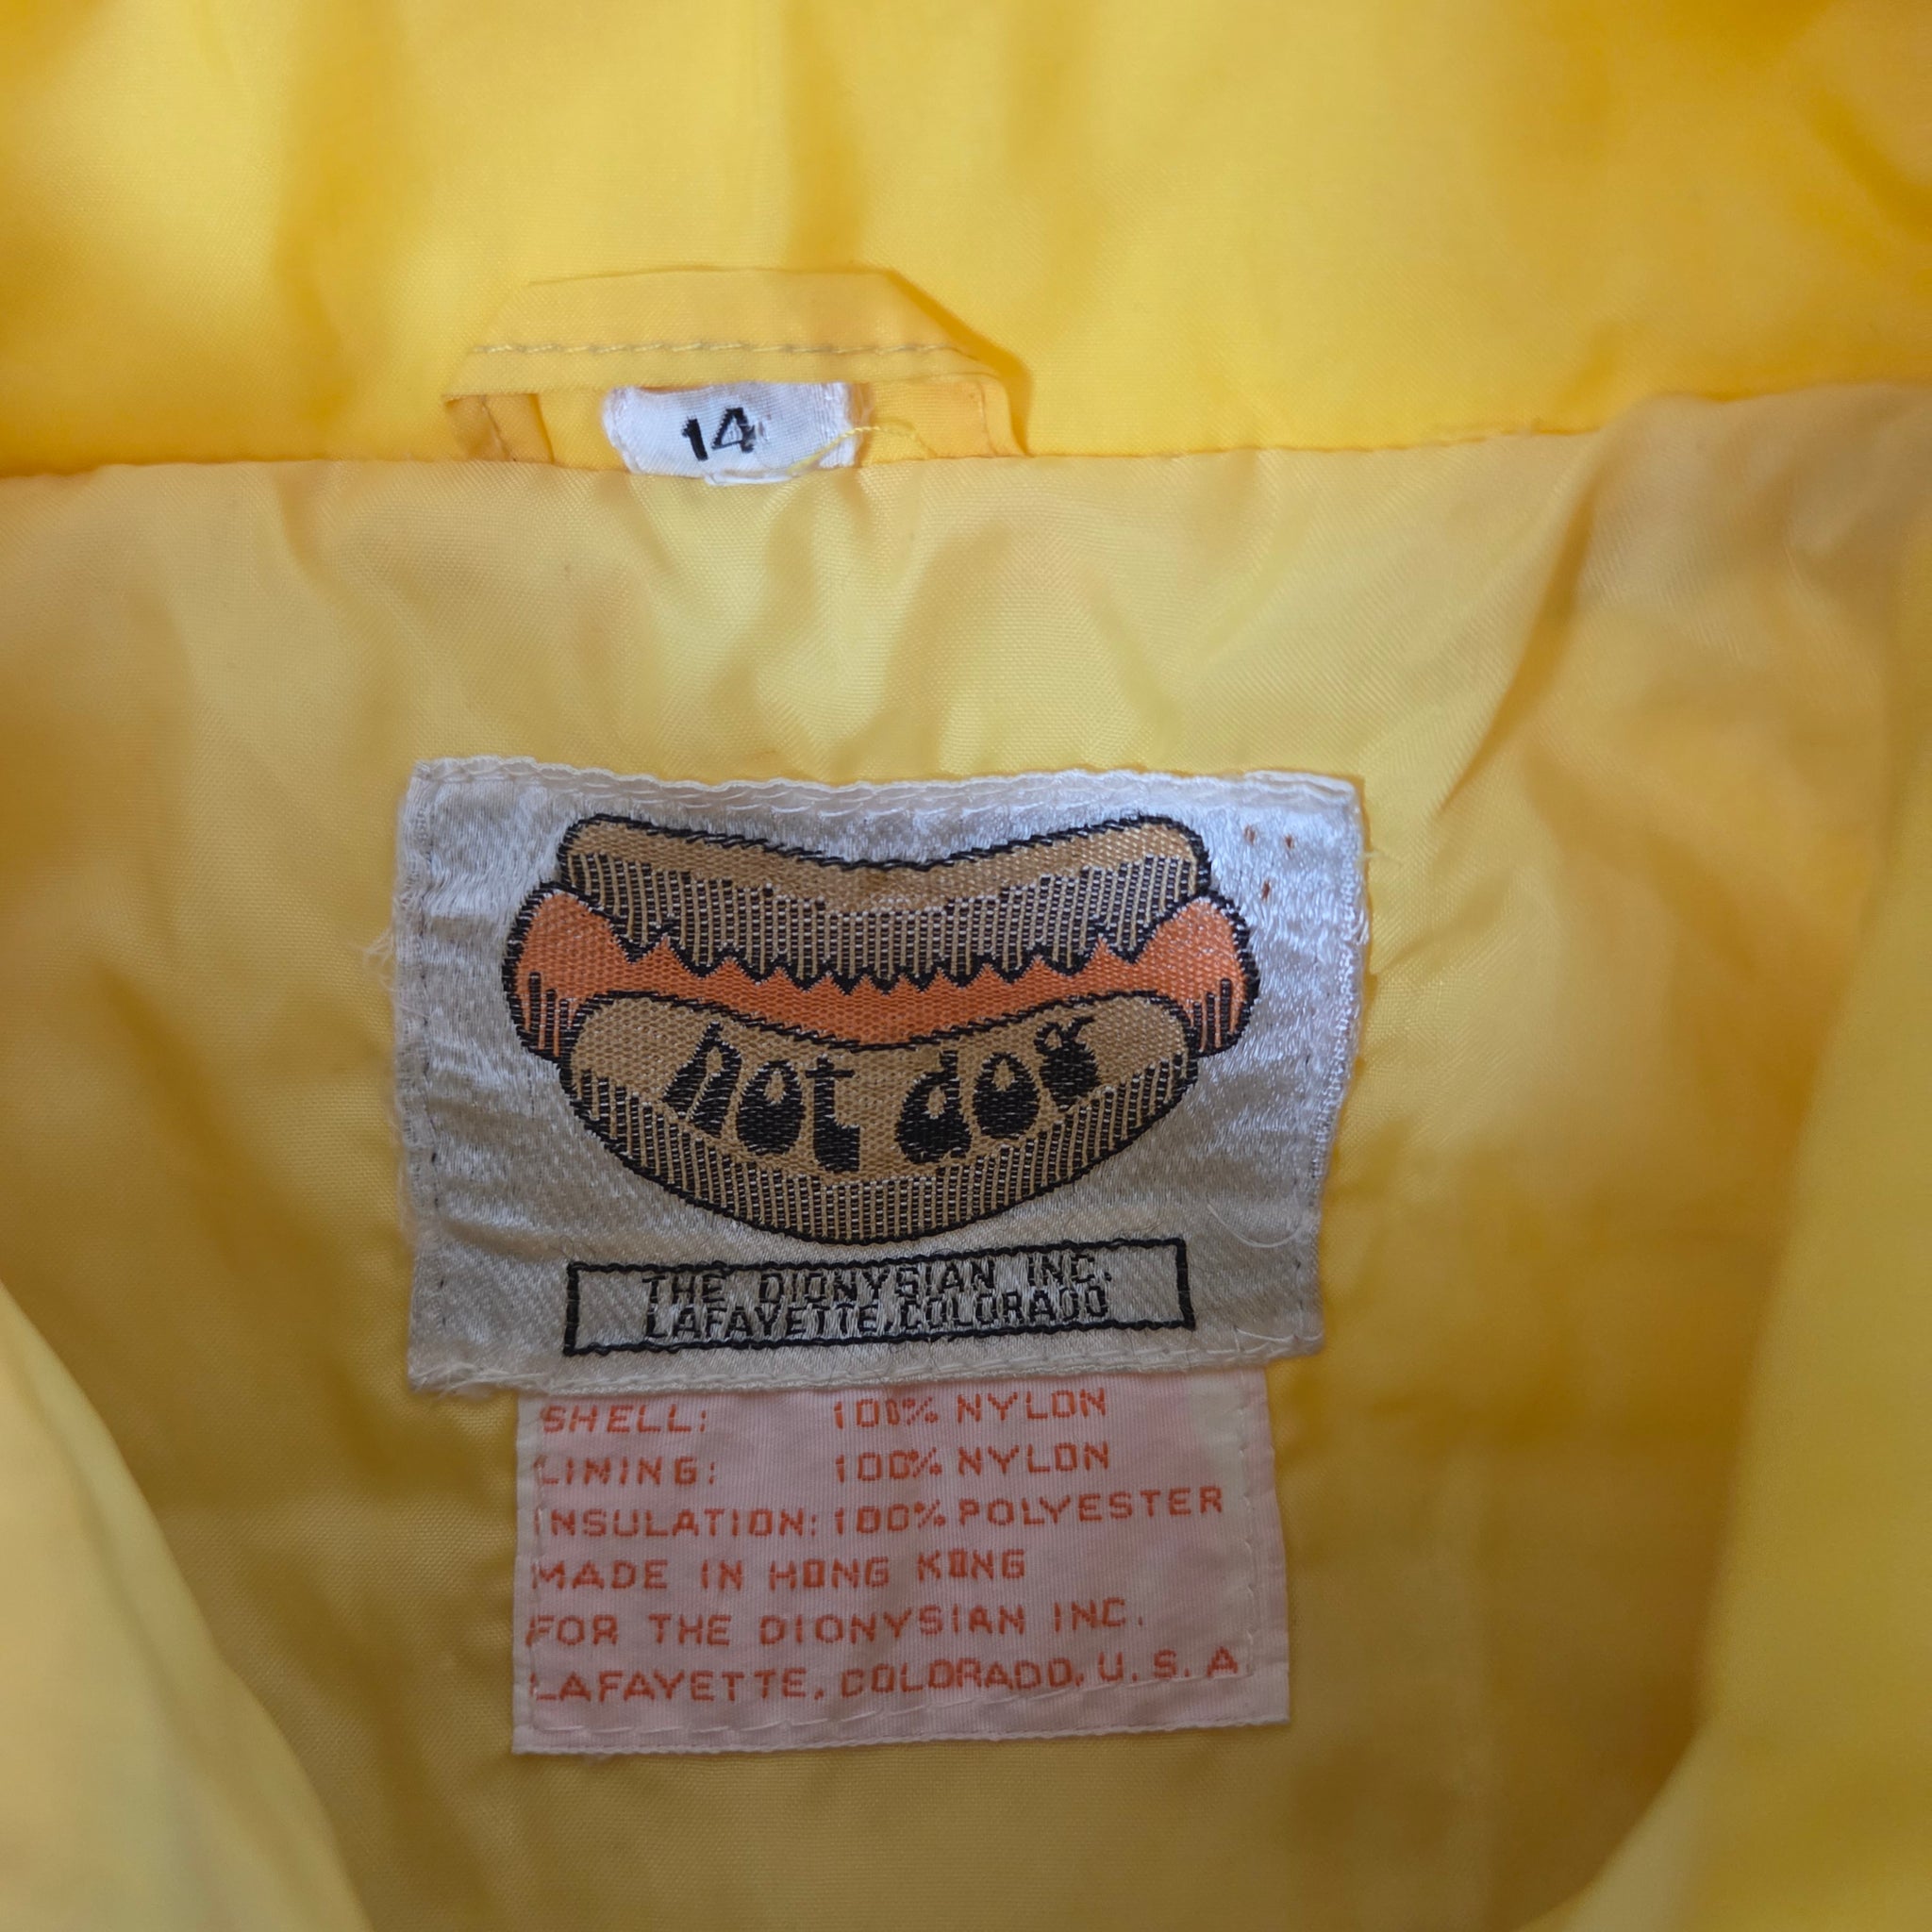 14
hot dog
THE DIONYSIAN INC.
LAFAYETTE, COLORADO
SHELL: 100% NYLON
LINING: 100% NYLON
INSULATION: 100% POLYESTER
MADE IN HONG KONG
FOR THE DIONYSIAN INC.
LAFAYETTE, COLORADO, U.S.A